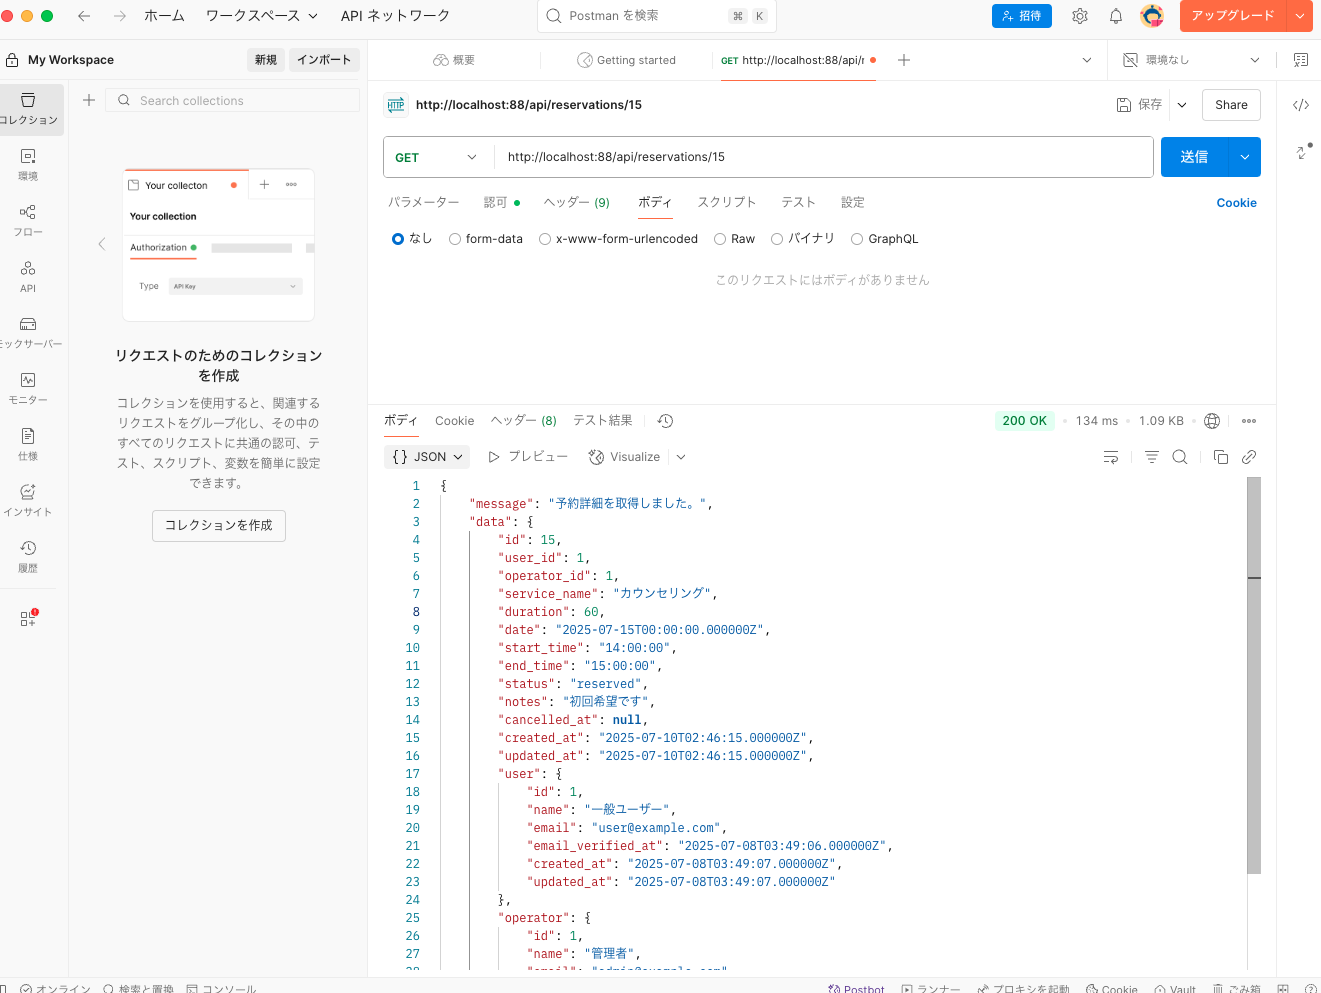 ホーム ワークスペース API ネットワーク Postman を検索 ⌘ K 招待 アップグレード
My Workspace 新規 インポート 概要 Getting started GET http://localhost:88/api/r 環境なし
コレクション
環境
フロー
API
モックサーバー
モニター
仕様
インサイト
履歴
Search collections
Your collecton
Your collection
Authorization
Type API Key
リクエストのためのコレクション
を作成
コレクションを使用すると、関連する
リクエストをグループ化し、その中の
すべてのリクエストに共通の認可、テ
スト、スクリプト、変数を簡単に設定
できます。
コレクションを作成
HTTP http://localhost:88/api/reservations/15 保存 Share
GET http://localhost:88/api/reservations/15 送信
パラメーター 認可 ヘッダー (9) ボディ スクリプト テスト 設定 Cookie
なし form-data x-www-form-urlencoded Raw バイナリ GraphQL
このリクエストにはボディがありません
ボディ Cookie ヘッダー (8) テスト結果 200 OK 134 ms 1.09 KB
{} JSON プレビュー Visualize
1 {
2 "message": "予約詳細を取得しました。",
3 "data": {
4 "id": 15,
5 "user_id": 1,
6 "operator_id": 1,
7 "service_name": "カウンセリング",
8 "duration": 60,
9 "date": "2025-07-15T00:00:00.000000Z",
10 "start_time": "14:00:00",
11 "end_time": "15:00:00",
12 "status": "reserved",
13 "notes": "初回希望です",
14 "cancelled_at": null,
15 "created_at": "2025-07-10T02:46:15.000000Z",
16 "updated_at": "2025-07-10T02:46:15.000000Z",
17 "user": {
18 "id": 1,
19 "name": "一般ユーザー",
20 "email": "user@example.com",
21 "email_verified_at": "2025-07-08T03:49:06.000000Z",
22 "created_at": "2025-07-08T03:49:07.000000Z",
23 "updated_at": "2025-07-08T03:49:07.000000Z"
24 },
25 "operator": {
26 "id": 1,
27 "name": "管理者",
28 "email": "admin@example.com"
オンライン 検索と置換 コンソール Postbot ランナー プロキシを起動 Cookie Vault ごみ箱